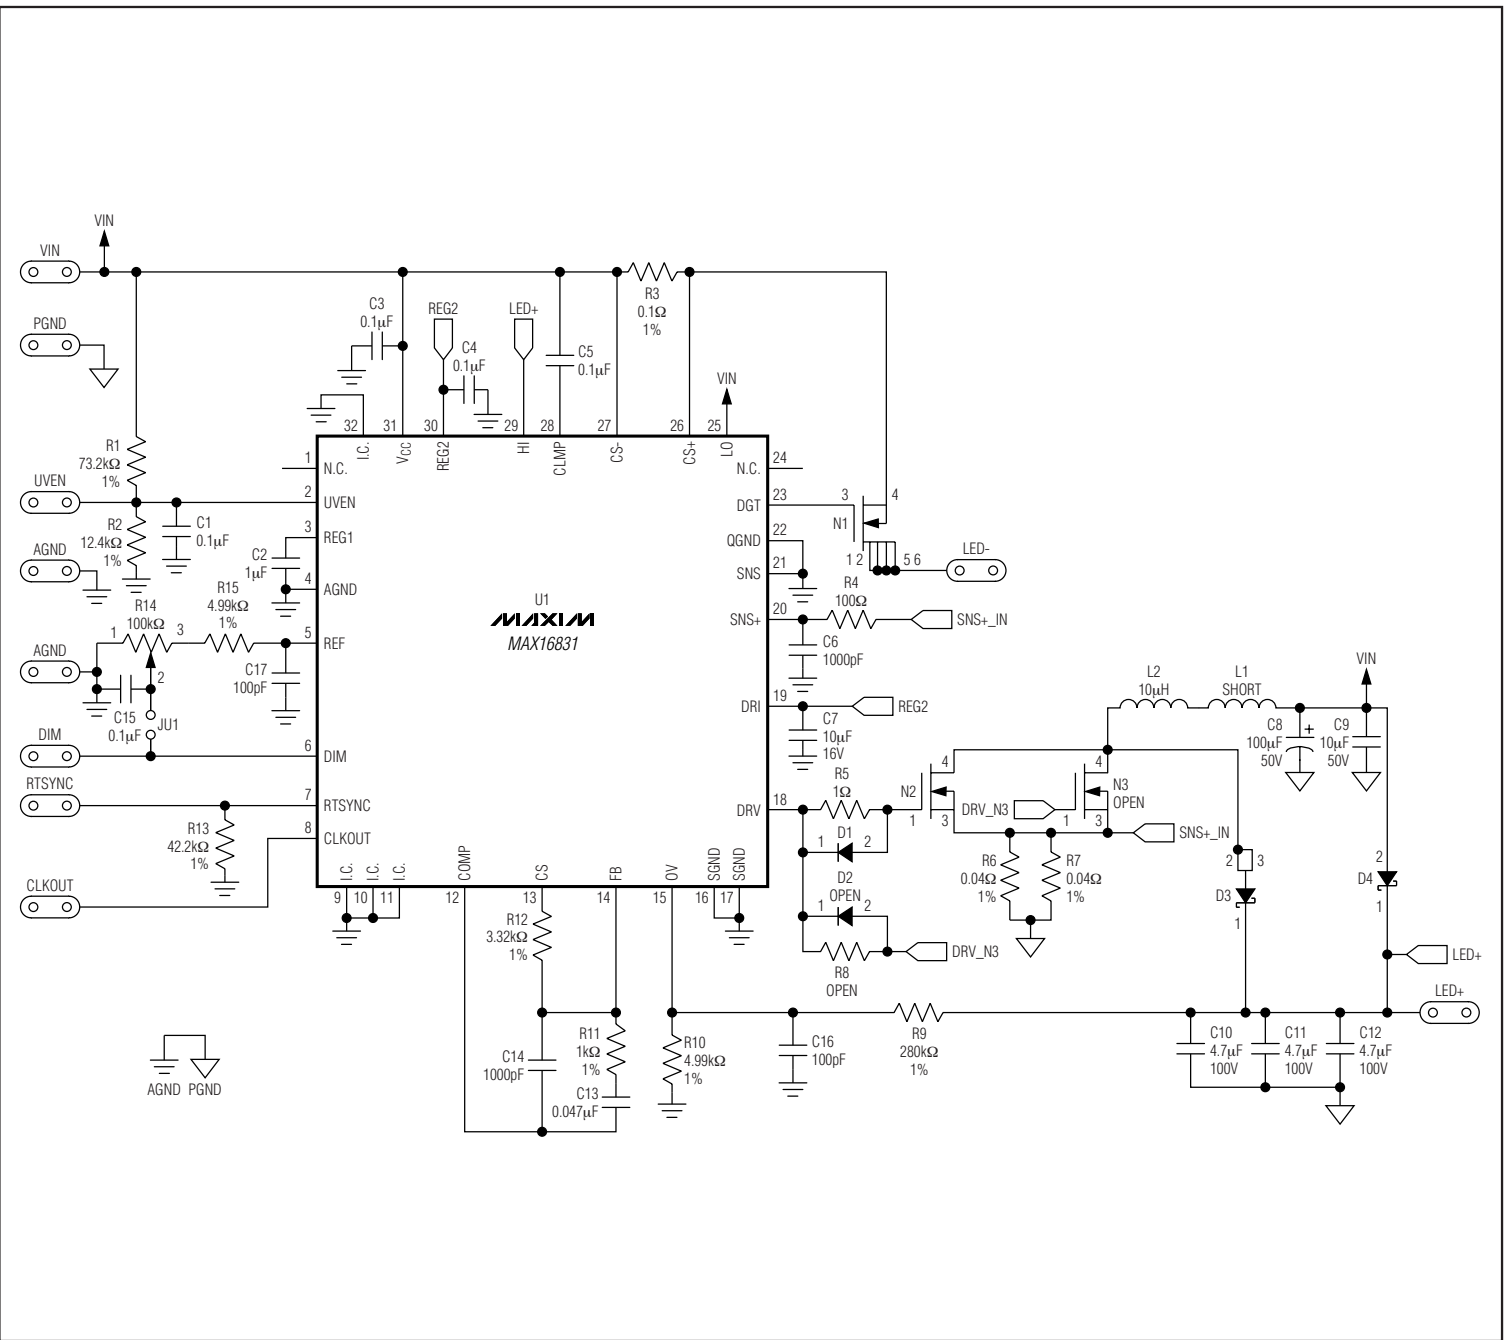 VIN
VIN
PGND
R1
73.2kΩ
1%
UVEN
R2
12.4kΩ
1%
C1
0.1µF
AGND
R14
100kΩ
1
3
2
R15
4.99kΩ
1%
AGND
C15
0.1µF
JU1
C17
100pF
C2
1µF
DIM
RTSYNC
R13
42.2kΩ
1%
CLKOUT
C3
0.1µF
REG2
C4
0.1µF
LED+
C5
0.1µF
R3
0.1Ω
1%
VIN
32
31
30
29
28
27
26
25
I.C.
VCC
REG2
HI
CLMP
CS-
CS+
LO
1
N.C.
2
UVEN
3
REG1
4
AGND
5
REF
6
DIM
7
RTSYNC
8
CLKOUT
U1
MAXIM
MAX16831
24
N.C.
23
DGT
22
QGND
21
SNS
20
SNS+
19
DRI
18
DRV
I.C.
I.C.
I.C.
COMP
CS
FB
OV
SGND
SGND
9
10
11
12
13
14
15
16
17
3
4
N1
1 2
5 6
LED-
R4
100Ω
SNS+_IN
C6
1000pF
REG2
C7
10µF
16V
R5
1Ω
1
D1
2
D2
OPEN
1
2
R8
OPEN
DRV_N3
N2
4
1
3
DRV_N3
4
N3
OPEN
1
3
SNS+_IN
R6
0.04Ω
1%
R7
0.04Ω
1%
L2
10µH
L1
SHORT
VIN
C8
100µF
50V
+
C9
10µF
50V
2
3
D3
1
2
D4
1
LED+
LED+
R12
3.32kΩ
1%
C14
1000pF
R11
1kΩ
1%
C13
0.047µF
R10
4.99kΩ
1%
C16
100pF
R9
280kΩ
1%
C10
4.7µF
100V
C11
4.7µF
100V
C12
4.7µF
100V
AGND PGND